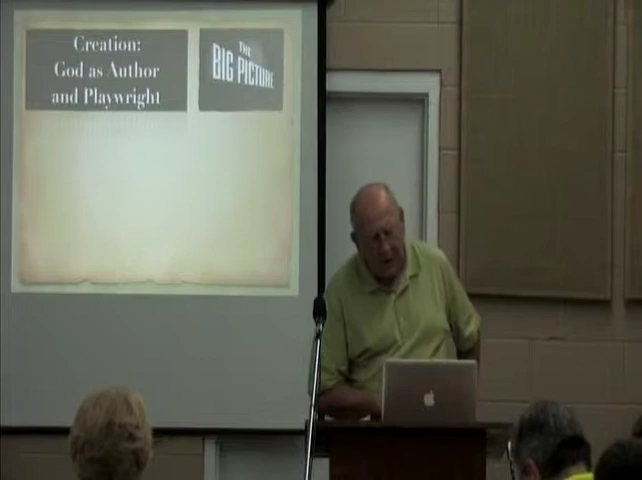 Creation:
God as Author
and Playwright
THE
BIG PICTURE